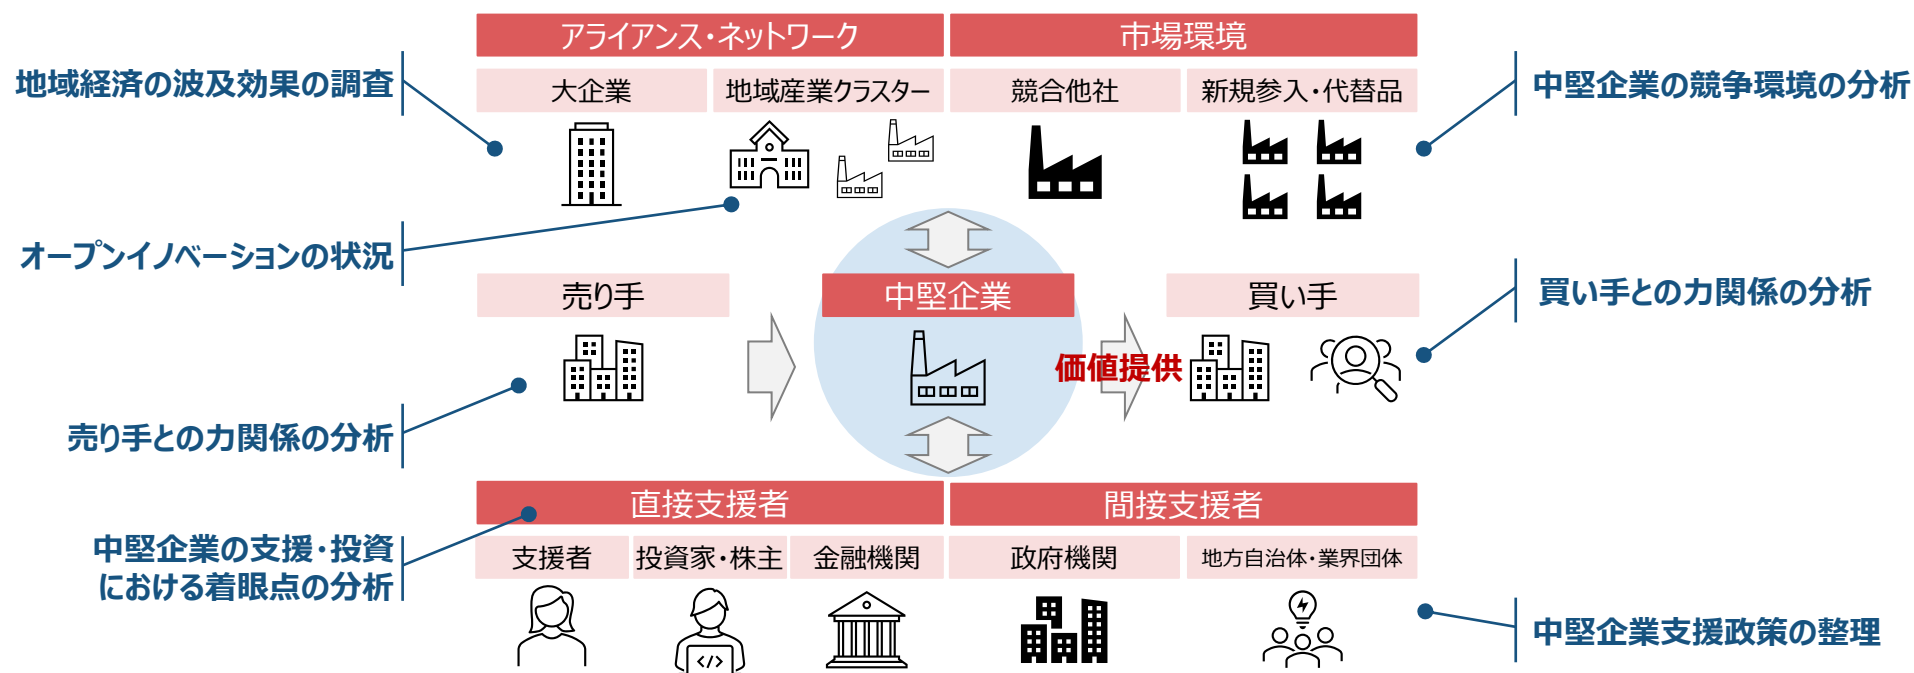 アライアンス・ネットワーク
市場環境
地域経済の波及効果の調査
大企業
地域産業クラスター
競合他社
新規参入・代替品
中堅企業の競争環境の分析
オープンイノベーションの状況
売り手
中堅企業
買い手
買い手との力関係の分析
価値提供
売り手との力関係の分析
直接支援者
間接支援者
中堅企業の支援・投資
における着眼点の分析
支援者
投資家・株主
金融機関
政府機関
地方自治体・業界団体
</>
中堅企業支援政策の整理